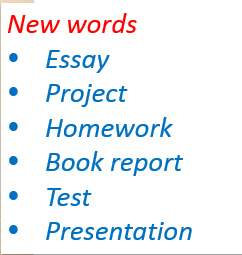 New words
• Essay
• Project
• Homework
• Book report
• Test
• Presentation